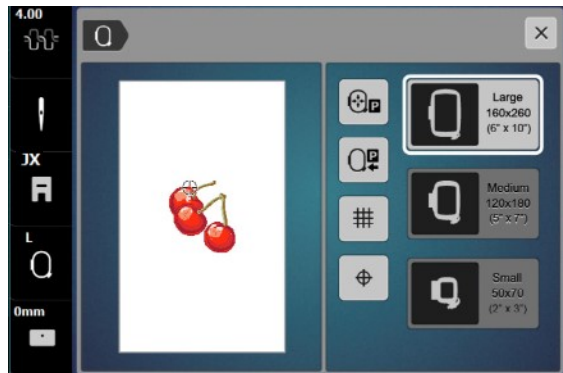 4.00
JX
L
0mm
P
P
Large
160x260
(6" x 10")
Medium
120x180
(5" x 7")
Small
50x70
(2" x 3")